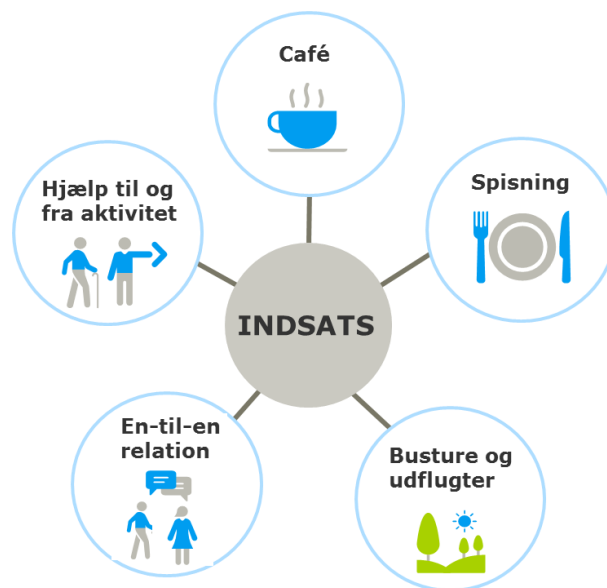 Café
Spisning
Hjælp til og
fra aktivitet
INDSATS
En-til-en
relation
Busture og
udflugter